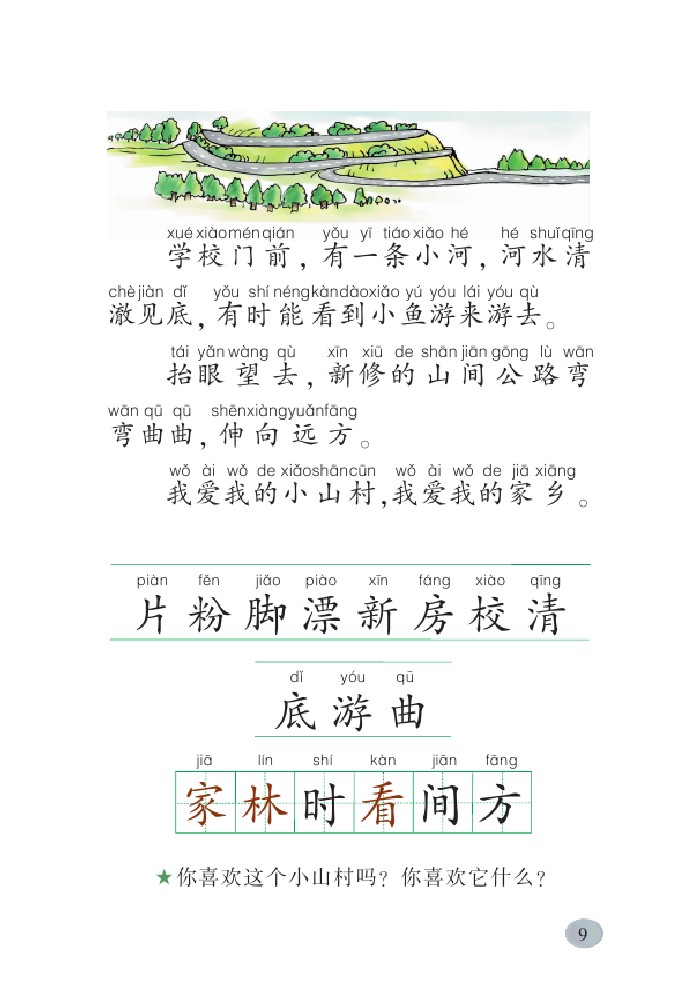 xué xiào mén qián yǒu yī tiáo xiǎo hé hé shuǐ qīng
学校门前，有一条小河，河水清
chè jiàn dǐ yǒu shí néng kàn dào xiǎo yú yóu lái yóu qù
澈见底，有时能看到小鱼游来游去。
tái yǎn wàng qù xīn xiū de shān jiān gōng lù wān
抬眼望去，新修的山间公路弯
wān qū qū shēn xiàng yuǎn fāng
弯曲曲，伸向远方。
wǒ ài wǒ de xiǎo shān cūn wǒ ài wǒ de jiā xiāng
我爱我的小山村，我爱我的家乡。
piàn fěn jiǎo piào xīn fáng xiào qīng
片粉脚漂新房校清
dǐ yóu qū
底游曲
jiā lín shí kàn jiān fāng
家林时看间方
★你喜欢这个小山村吗？你喜欢它什么？
9